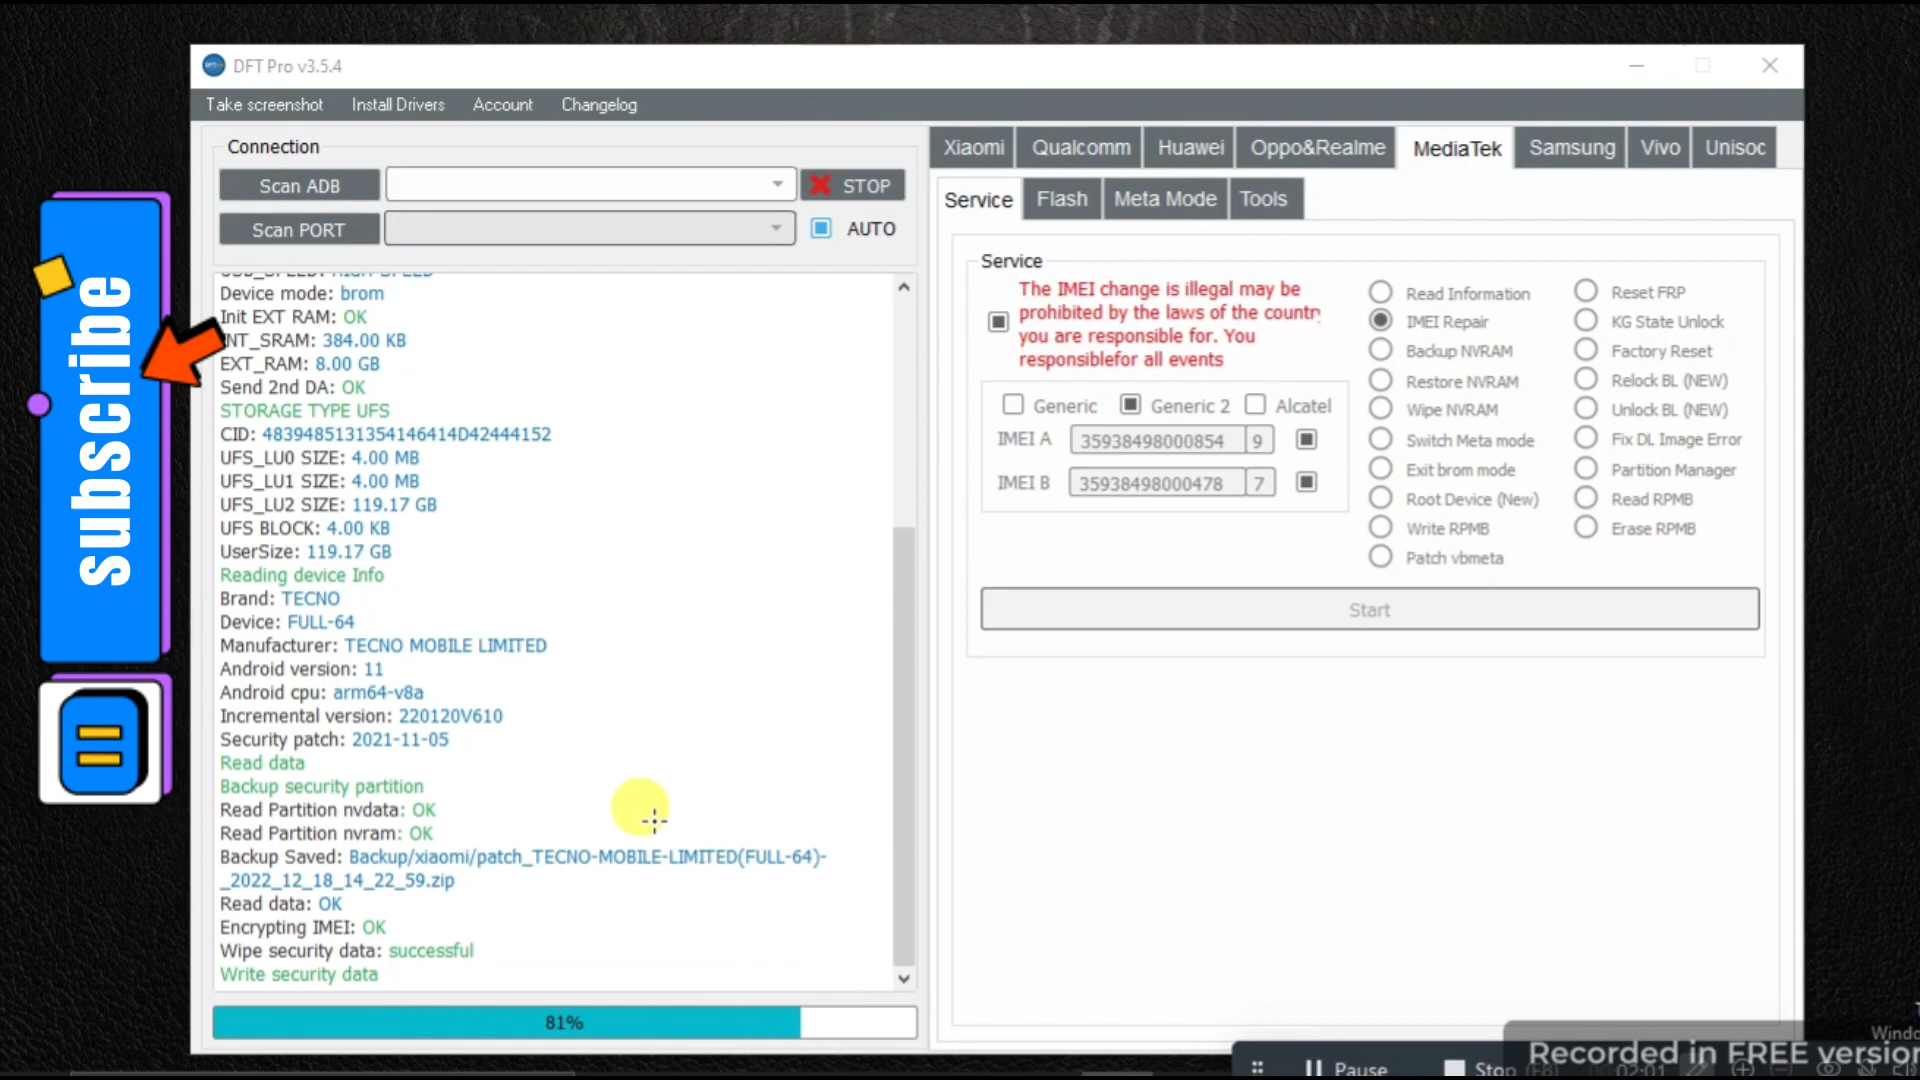 DFT Pro v3.5.4
Take screenshot Install Drivers Account Changelog
Connection
Scan ADB
STOP
Scan PORT
AUTO
Device mode: brom
Init EXT RAM: OK
INT_SRAM: 384.00 KB
EXT_RAM: 8.00 GB
Send 2nd DA: OK
STORAGE TYPE UFS
CID: 4839485131354146414D42444152
UFS_LU0 SIZE: 4.00 MB
UFS_LU1 SIZE: 4.00 MB
UFS_LU2 SIZE: 119.17 GB
UFS BLOCK: 4.00 KB
UserSize: 119.17 GB
Reading device Info
Brand: TECNO
Device: FULL-64
Manufacturer: TECNO MOBILE LIMITED
Android version: 11
Android cpu: arm64-v8a
Incremental version: 220120V610
Security patch: 2021-11-05
Read data
Backup security partition
Read Partition nvdata: OK
Read Partition nvram: OK
Backup Saved: Backup/xiaomi/patch_TECNO-MOBILE-LIMITED(FULL-64)-
_2022_12_18_14_22_59.zip
Read data: OK
Encrypting IMEI: OK
Wipe security data: successful
Write security data
81%
Xiaomi Qualcomm Huawei Oppo&Realme MediaTek Samsung Vivo Unisoc
Service Flash Meta Mode Tools
Service
The IMEI change is illegal may be
prohibited by the laws of the country
you are responsible for. You
responsiblefor all events
Generic Generic 2 Alcatel
IMEI A 35938498000854 9
IMEI B 35938498000478 7
Read Information
IMEI Repair
Backup NVRAM
Restore NVRAM
Wipe NVRAM
Switch Meta mode
Exit brom mode
Root Device (New)
Write RPMB
Patch vbmeta
Reset FRP
KG State Unlock
Factory Reset
Relock BL (NEW)
Unlock BL (NEW)
Fix DL Image Error
Partition Manager
Read RPMB
Erase RPMB
Start
subscribe
Pause
Stop (F8)
02:01
Recorded in FREE version